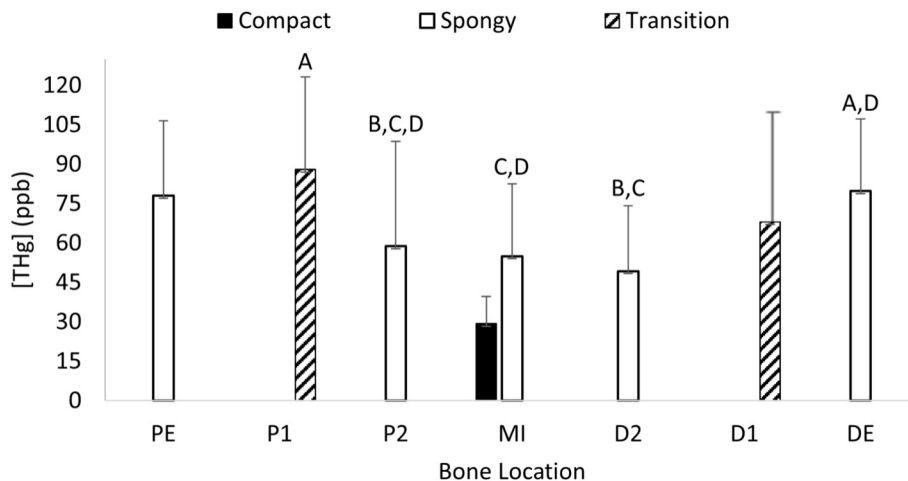 Compact Spongy Transition
A
A,D
B,C,D
C,D
B,C
120
105
90
75
60
45
30
15
0
[THg] (ppb)
PE P1 P2 MI D2 D1 DE
Bone Location